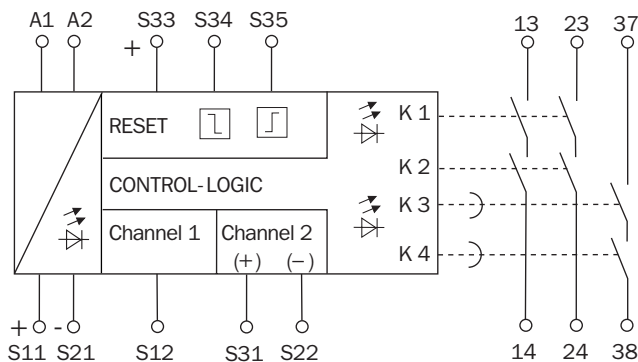 A1 A2 S33 S34 S35 13 23 37
+
RESET
K 1
K 2
CONTROL-LOGIC
K 3
Channel 1 Channel 2
(+) (−)
K 4
+ -
S11 S21 S12 S31 S22 14 24 38